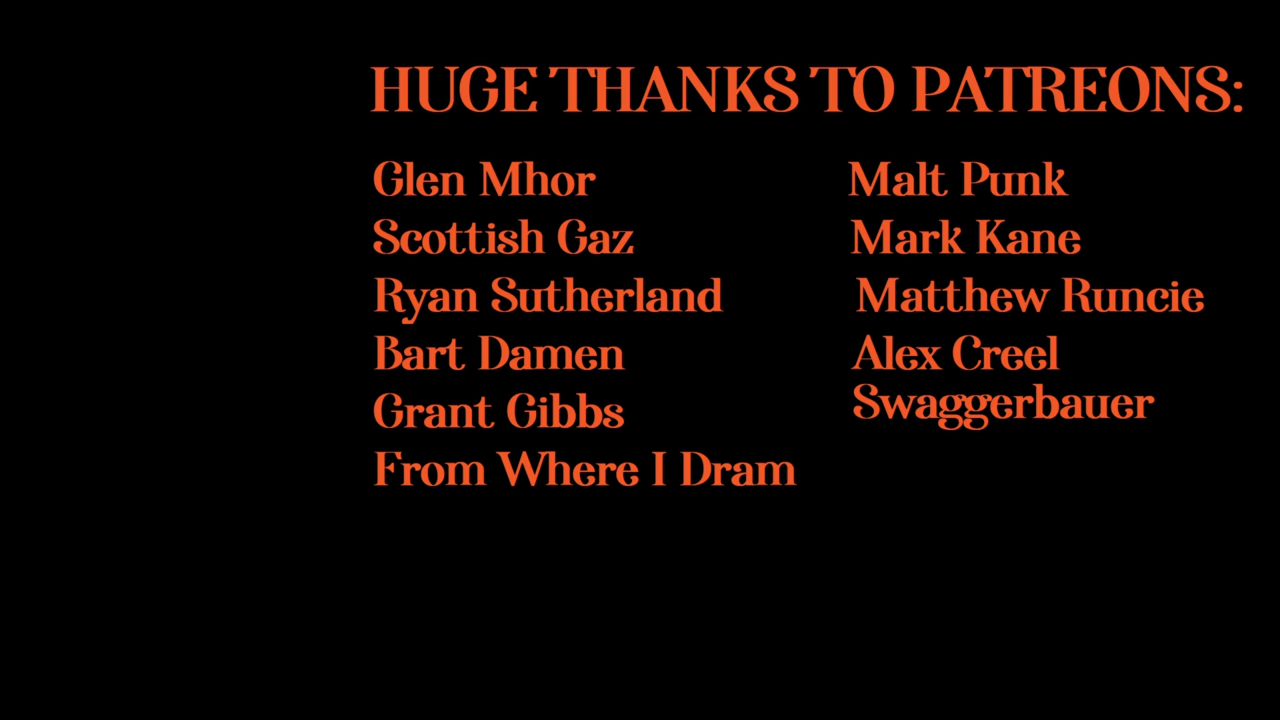 HUGE THANKS TO PATREONS:
Glen Mhor
Scottish Gaz
Ryan Sutherland
Bart Damen
Grant Gibbs
From Where I Dram
Malt Punk
Mark Kane
Matthew Runcie
Alex Creel
Swaggerbauer